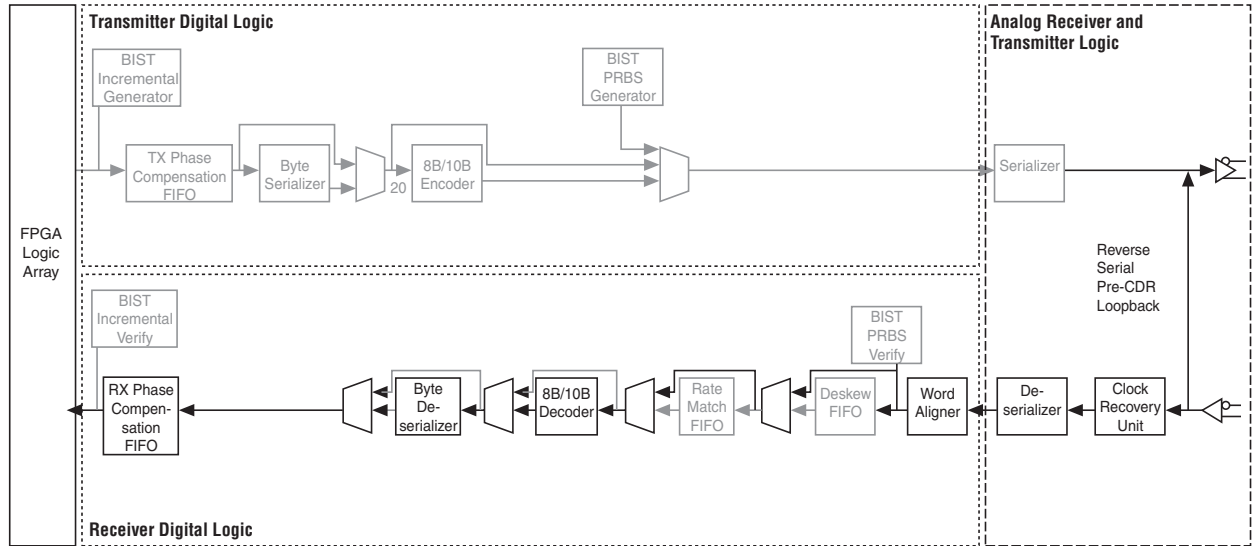 Transmitter Digital Logic
Analog Receiver and
Transmitter Logic
BIST
Incremental
Generator
BIST
PRBS
Generator
TX Phase
Compensation
FIFO
Byte
Serializer
20
8B/10B
Encoder
Serializer
FPGA
Logic
Array
Reverse
Serial
Pre-CDR
Loopback
BIST
Incremental
Verify
BIST
PRBS
Verify
RX Phase
Compen-
sation
FIFO
Byte
De-
serializer
8B/10B
Decoder
Rate
Match
FIFO
Deskew
FIFO
Word
Aligner
De-
serializer
Clock
Recovery
Unit
Receiver Digital Logic